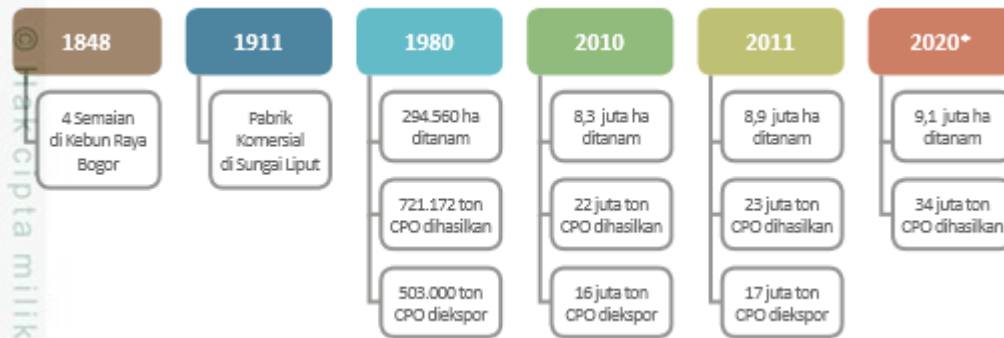 © Hak cipta milik
1848
4 Semaian
di Kebun Raya
Bogor
1911
Pabrik
Komersial
di Sungai Liput
1980
294.560 ha
ditanam
721.172 ton
CPO dihasilkan
503.000 ton
CPO diekspor
2010
8,3 juta ha
ditanam
22 juta ton
CPO dihasilkan
16 juta ton
CPO diekspor
2011
8,9 juta ha
ditanam
23 juta ton
CPO dihasilkan
17 juta ton
CPO diekspor
2020*
9,1 juta ha
ditanam
34 juta ton
CPO dihasilkan